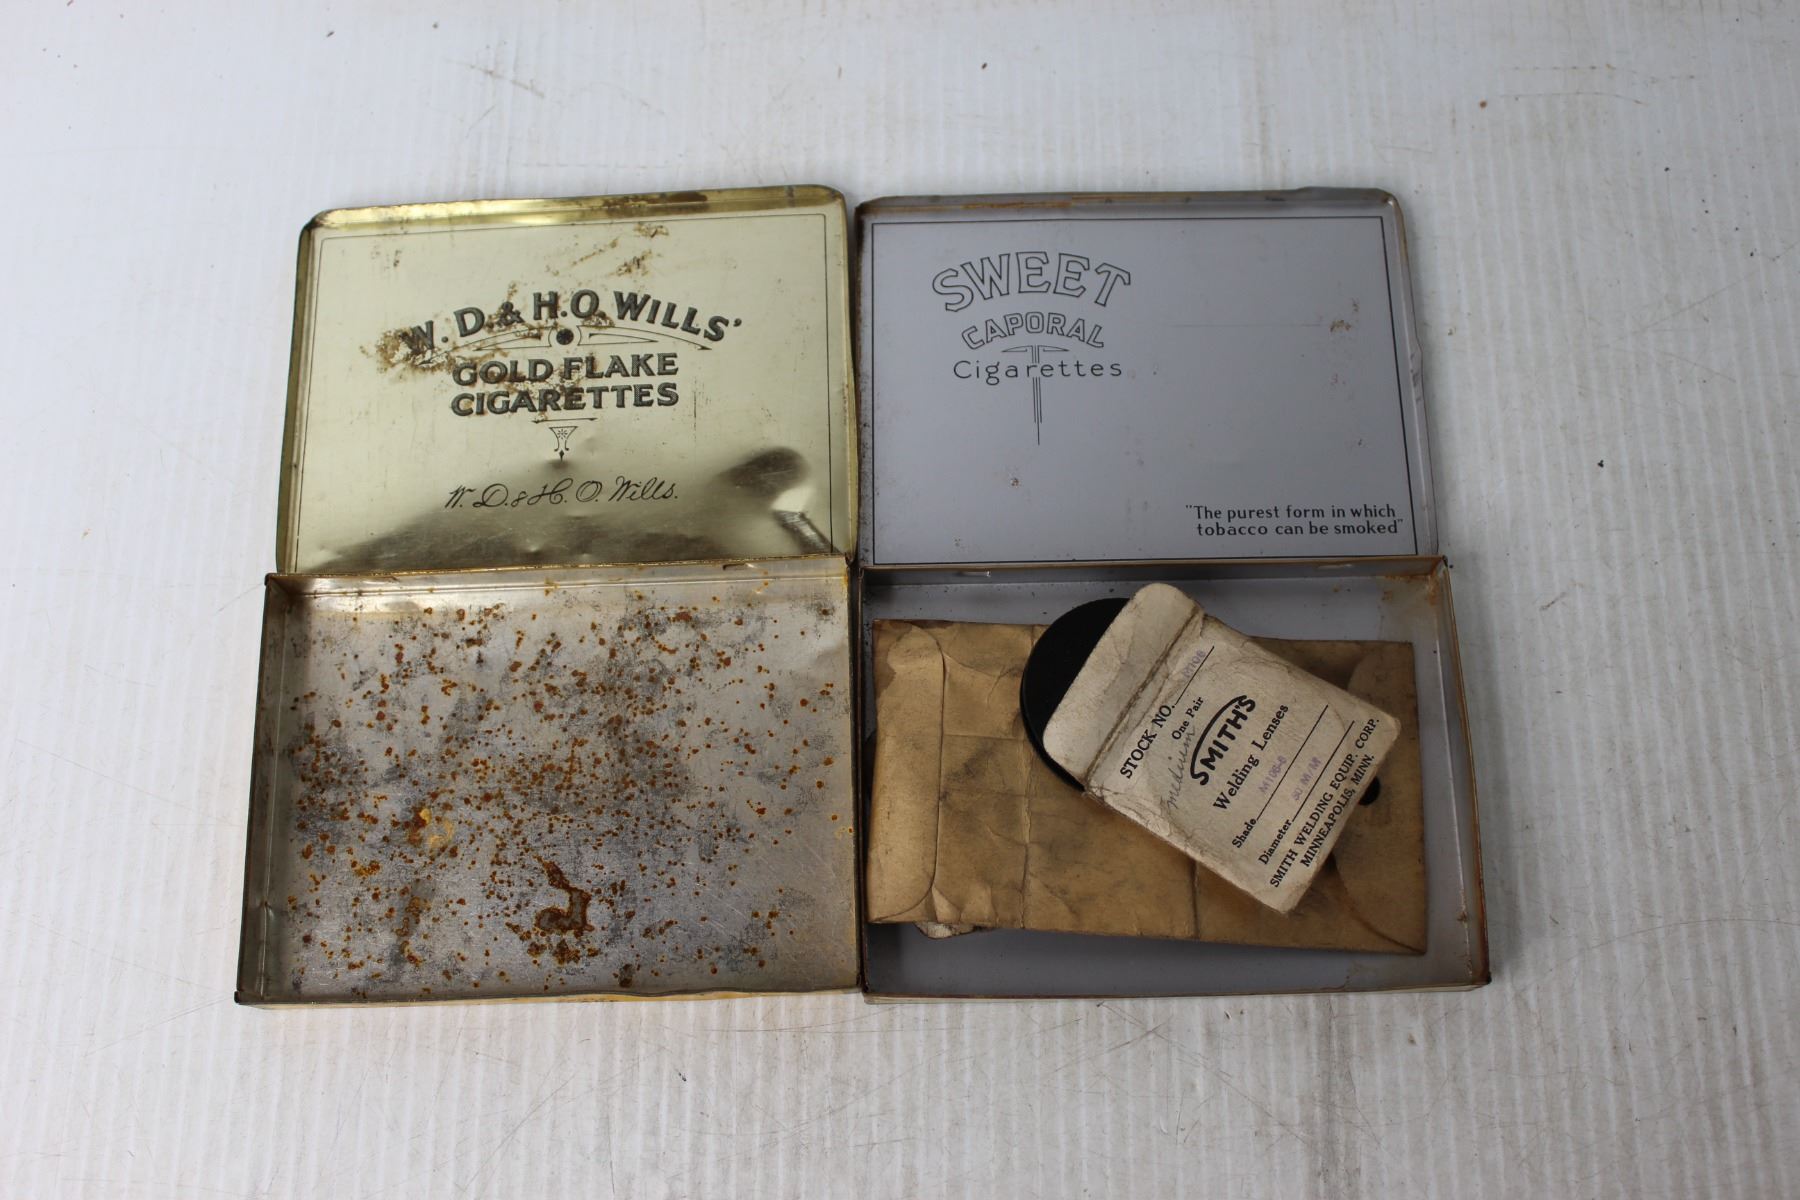 W. D. & H. O. WILLS'
GOLD FLAKE
CIGARETTES
W. D. & H. O. Wills.
SWEET
CAPORAL
Cigarettes
"The purest form in which
tobacco can be smoked"
STOCK NO.
One Pair
medium
SMITH'S
Welding Lenses
Shade
Diameter 50 M/M
SMITH WELDING EQUIP. CORP.
MINNEAPOLIS, MINN.